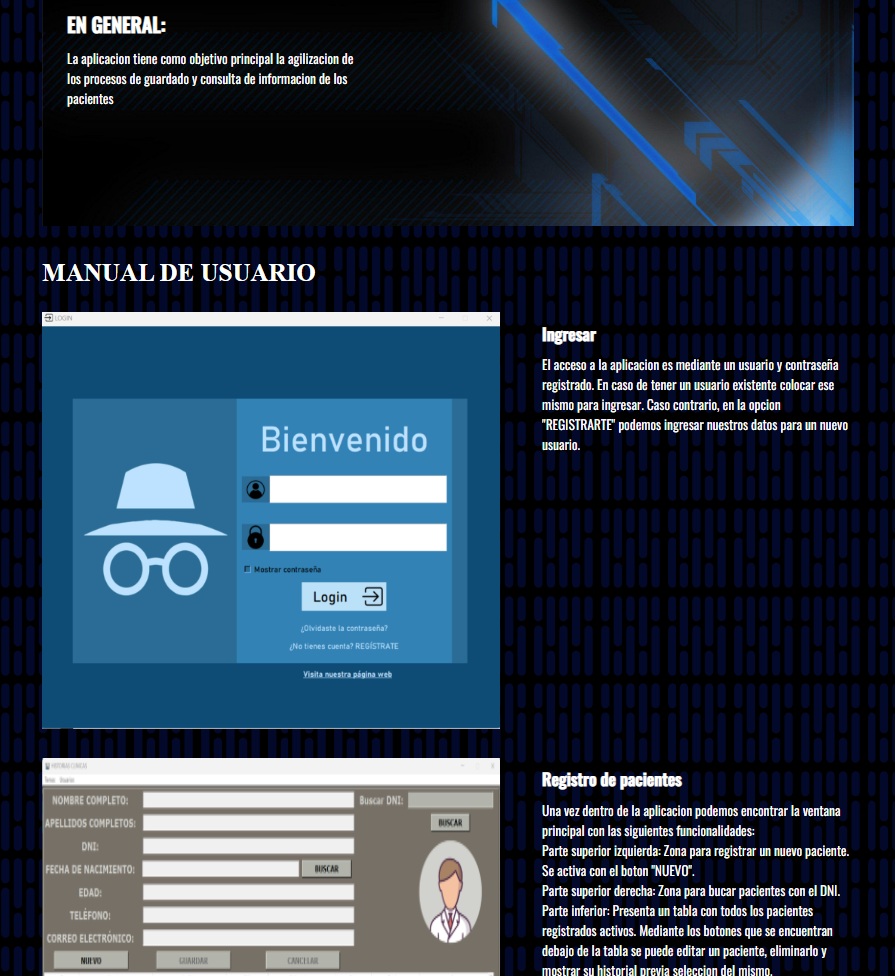 EN GENERAL:
La aplicacion tiene como objetivo principal la agilizacion de
los procesos de guardado y consulta de informacion de los
pacientes
MANUAL DE USUARIO
LOGIN
Bienvenido
Mostrar contraseña
Login
¿Olvidaste la contraseña?
¿No tienes cuenta? REGÍSTRATE
Visita nuestra página web
Ingresar
El acceso a la aplicacion es mediante un usuario y contraseña
registrado. En caso de tener un usuario existente colocar ese
mismo para ingresar. Caso contrario, en la opcion
"REGISTRARTE" podemos ingresar nuestros datos para un nuevo
usuario.
HISTORIAS CLINICAS
Temas Usuarios
NOMBRE COMPLETO:
Buscar DNI:
APELLIDOS COMPLETOS:
BUSCAR
DNI:
FECHA DE NACIMIENTO:
BUSCAR
EDAD:
TELÉFONO:
CORREO ELECTRÓNICO:
NUEVO
GUARDAR
CANCELAR
Registro de pacientes
Una vez dentro de la aplicacion podemos encontrar la ventana
principal con las siguientes funcionalidades:
Parte superior izquierda: Zona para registrar un nuevo paciente.
Se activa con el boton "NUEVO".
Parte superior derecha: Zona para bucar pacientes con el DNI.
Parte inferior: Presenta un tabla con todos los pacientes
registrados activos. Mediante los botones que se encuentran
debajo de la tabla se puede editar un paciente, eliminarlo y
mostrar su historial previa seleccion del mismo.